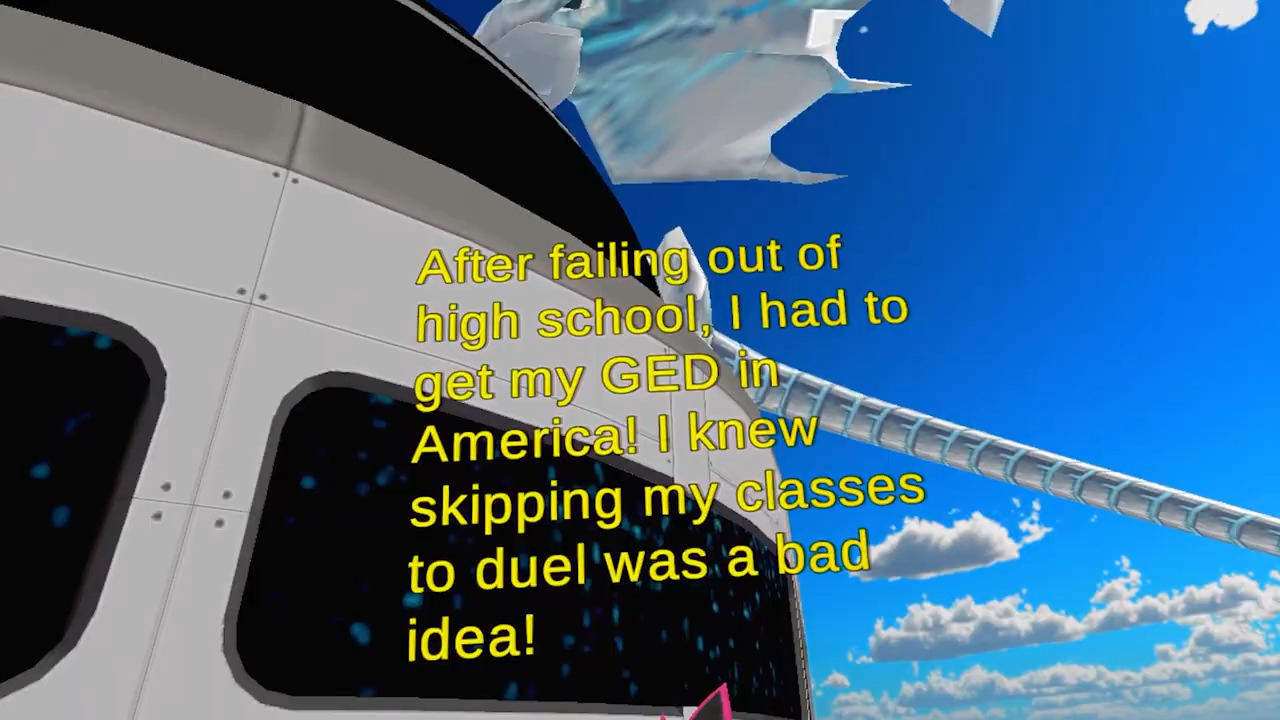 After failing out of
high school, I had to
get my GED in
America! I knew
skipping my classes
to duel was a bad
idea!